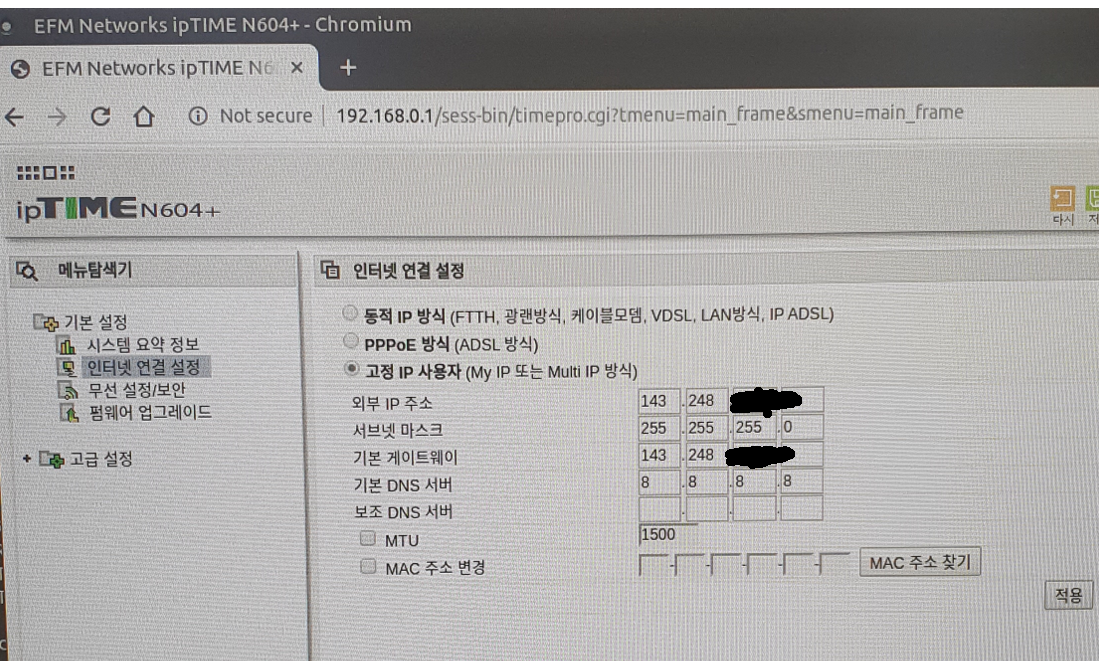 EFM Networks ipTIME N604+ - Chromium
EFM Networks ipTIME N6
Not secure | 192.168.0.1/sess-bin/timepro.cgi?tmenu=main_frame&smenu=main_frame
ipTIME N604+
다시
메뉴탐색기
기본 설정
시스템 요약 정보
인터넷 연결 설정
무선 설정/보안
펌웨어 업그레이드
+ 고급 설정
인터넷 연결 설정
동적 IP 방식 (FTTH, 광랜방식, 케이블모뎀, VDSL, LAN방식, IP ADSL)
PPPoE 방식 (ADSL 방식)
고정 IP 사용자 (My IP 또는 Multi IP 방식)
외부 IP 주소 143 . 248 .
서브넷 마스크 255 . 255 . 255 . 0
기본 게이트웨이 143 . 248
기본 DNS 서버 8 . 8 . 8 . 8
보조 DNS 서버 . . .
MTU 1500
MAC 주소 변경 - - - - - MAC 주소 찾기
적용